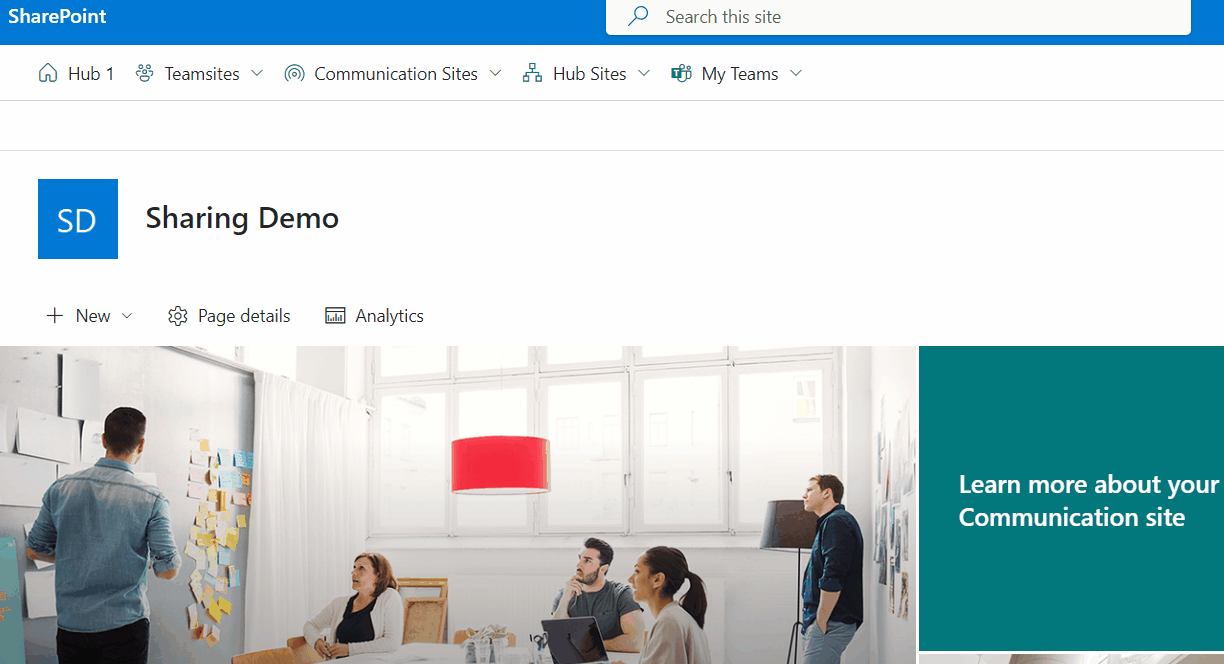 SharePoint
Search this site
Hub 1 Teamsites Communication Sites Hub Sites My Teams
SD
Sharing Demo
New Page details Analytics
Learn more about your
Communication site